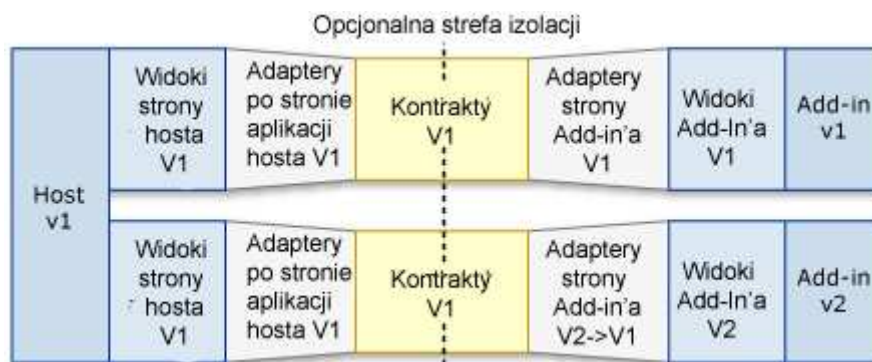 Opcjonalna strefa izolacji
Host
v1
Widoki
strony
hosta
V1
Adaptery
po stronie
aplikacji
hosta V1
Kontraktý
V1
Adaptery
strony
Add-in'a
V1
Widoki
Add-In'a
V1
Add-in
v1
Widoki
strony
hosta
V1
Adaptery
po stronie
aplikacji
hosta V1
Kontraktý
V1
Adaptery
strony
Add-in'a
V2->V1
Widoki
Add-In'a
V2
Add-in
v2